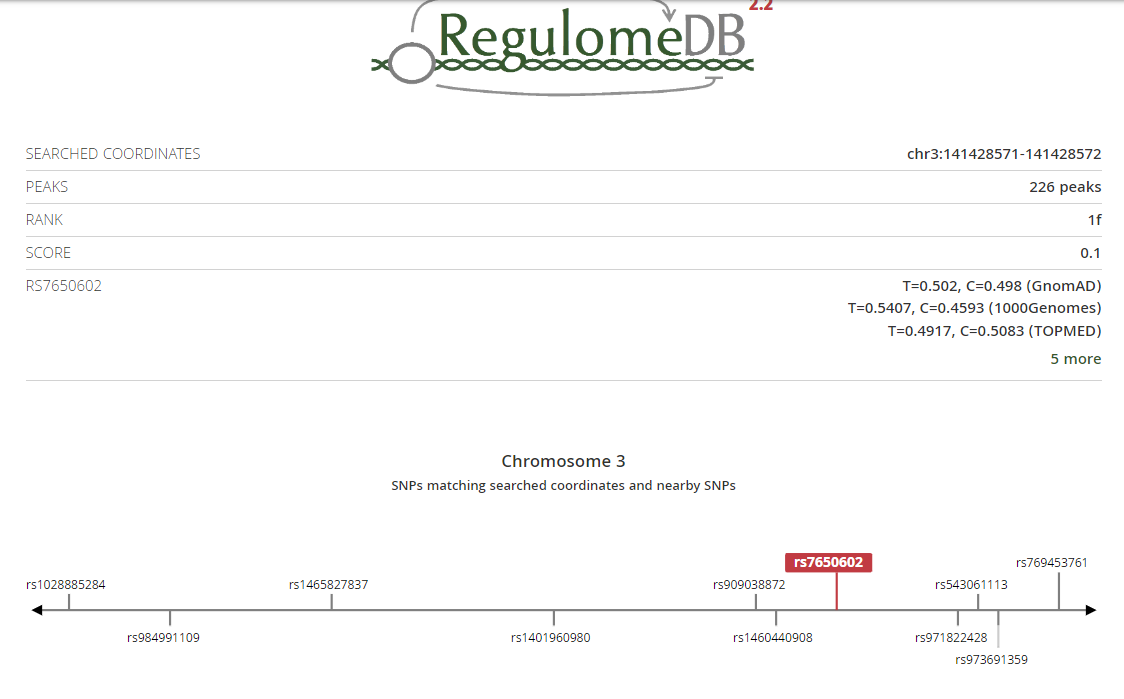 2.2
RegulomeDB
SEARCHED COORDINATES chr3:141428571-141428572
PEAKS 226 peaks
RANK 1f
SCORE 0.1
RS7650602 T=0.502, C=0.498 (GnomAD)
T=0.5407, C=0.4593 (1000Genomes)
T=0.4917, C=0.5083 (TOPMED)
5 more
Chromosome 3
SNPs matching searched coordinates and nearby SNPs
rs7650602 rs769453761
rs1028885284 rs1465827837 rs909038872 rs543061113
rs984991109 rs1401960980 rs1460440908 rs971822428
rs973691359